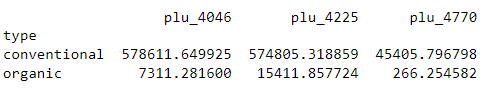 plu_4046 plu_4225 plu_4770
type
conventional 578611.649925 574805.318859 45405.796798
organic 7311.281600 15411.857724 266.254582